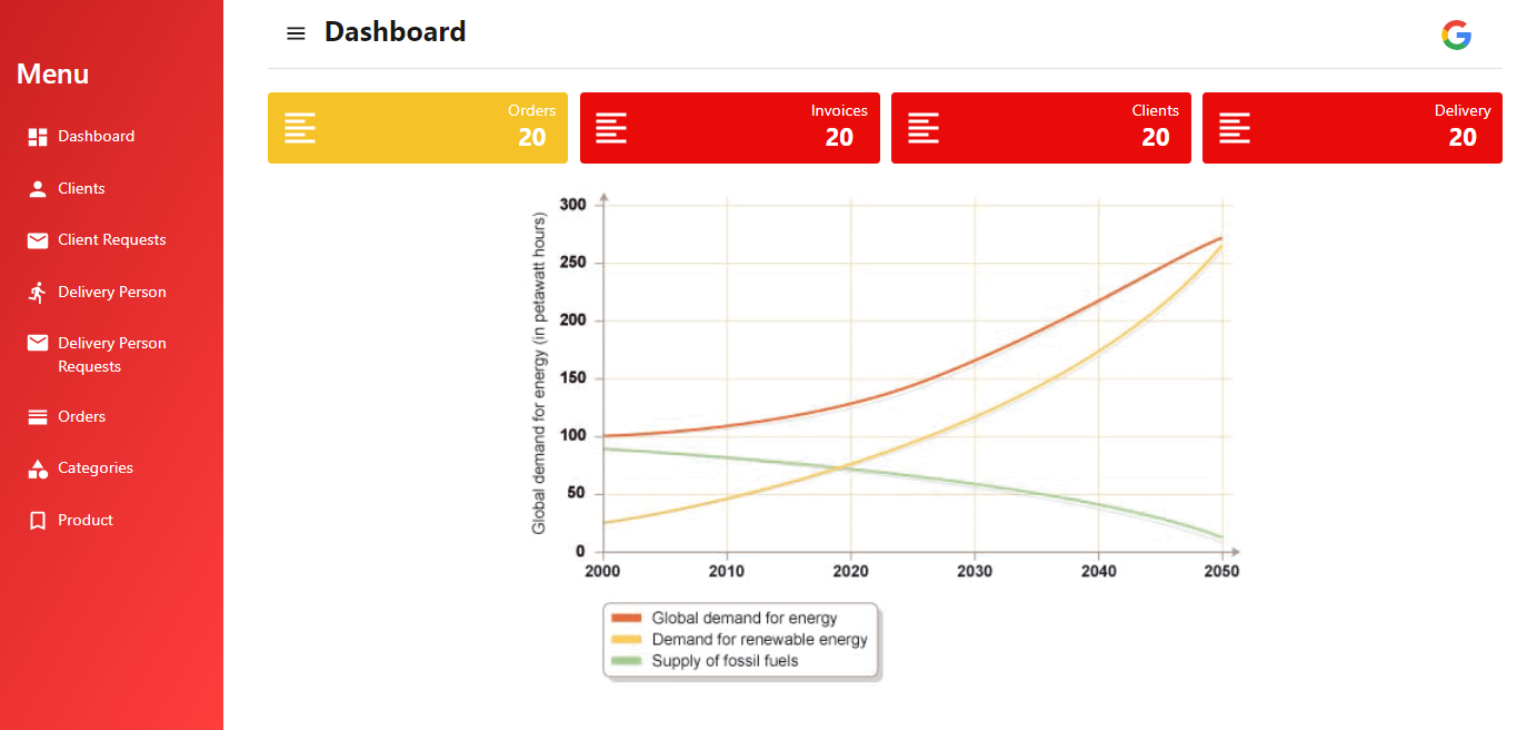 Menu
Dashboard
Clients
Client Requests
Delivery Person
Delivery Person
Requests
Orders
Categories
Product
Dashboard
Orders
20
Invoices
20
Clients
20
Delivery
20
Global demand for energy (in petawatt hours)
300
250
200
150
100
50
0
2000 2010 2020 2030 2040 2050
Global demand for energy
Demand for renewable energy
Supply of fossil fuels